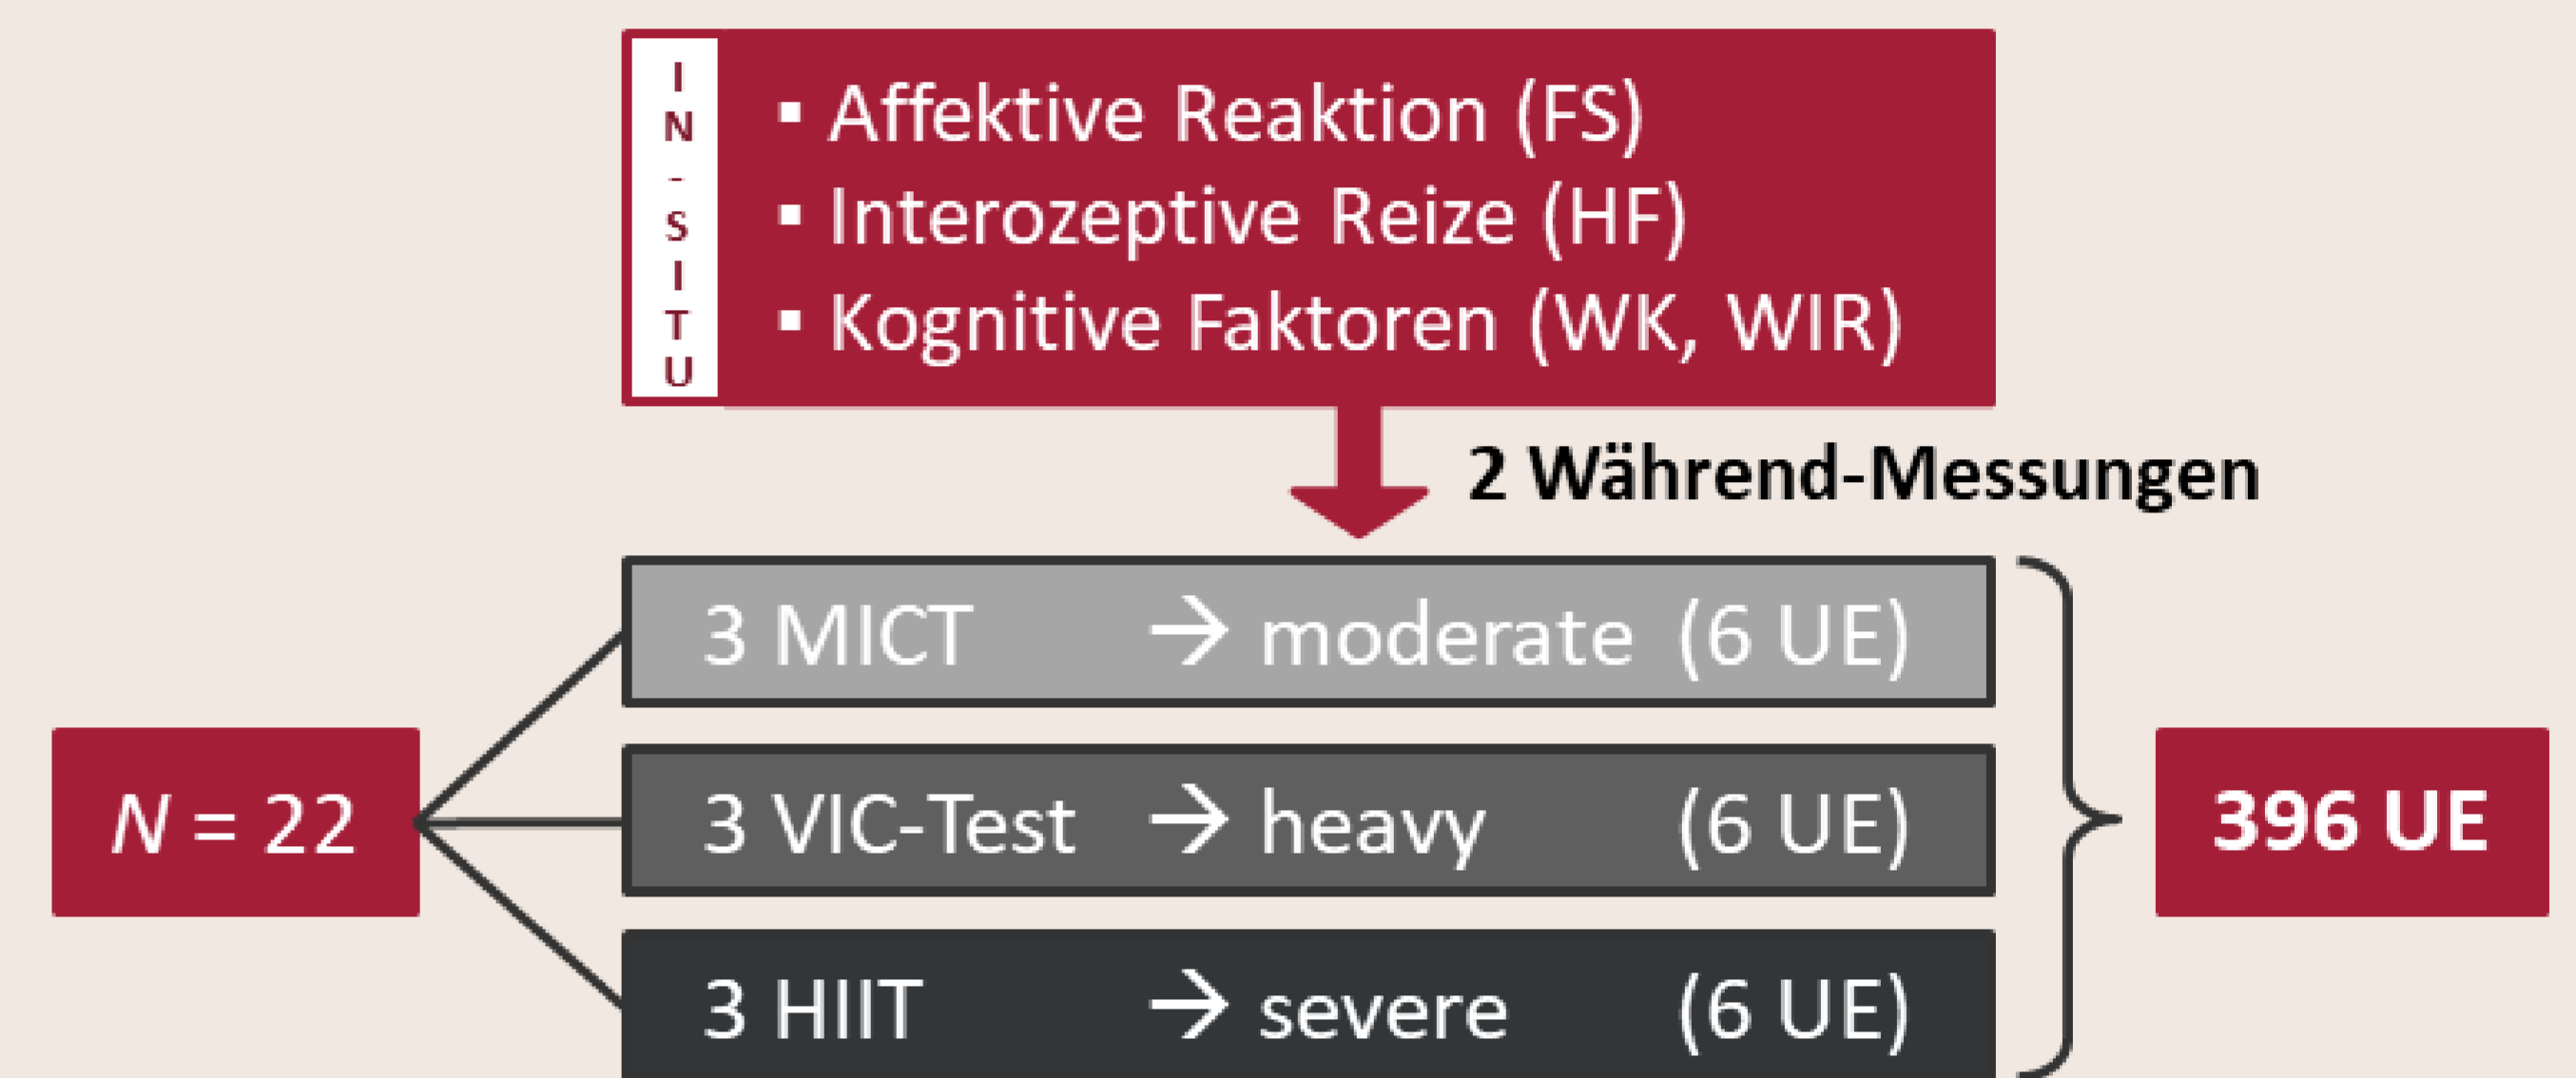 IN-SITU
▪ Affektive Reaktion (FS)
▪ Interozeptive Reize (HF)
▪ Kognitive Faktoren (WK, WIR)
2 Während-Messungen
3 MICT → moderate (6 UE)
N = 22
3 VIC-Test → heavy (6 UE)
396 UE
3 HIIT → severe (6 UE)